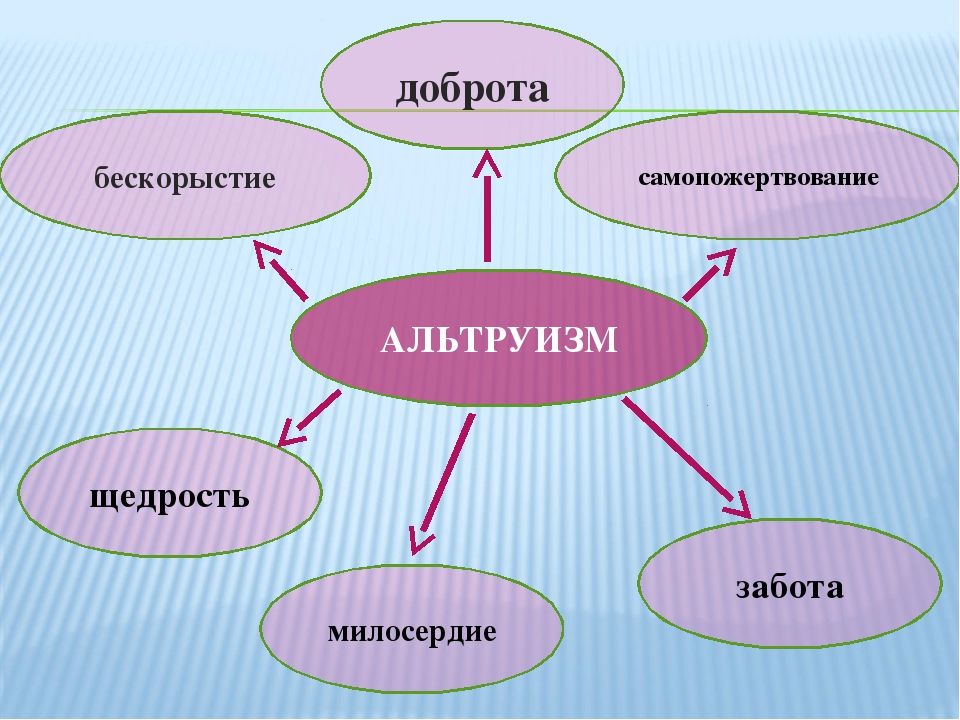 доброта
бескорыстие
самопожертвование
АЛЬТРУИЗМ
щедрость
забота
милосердие